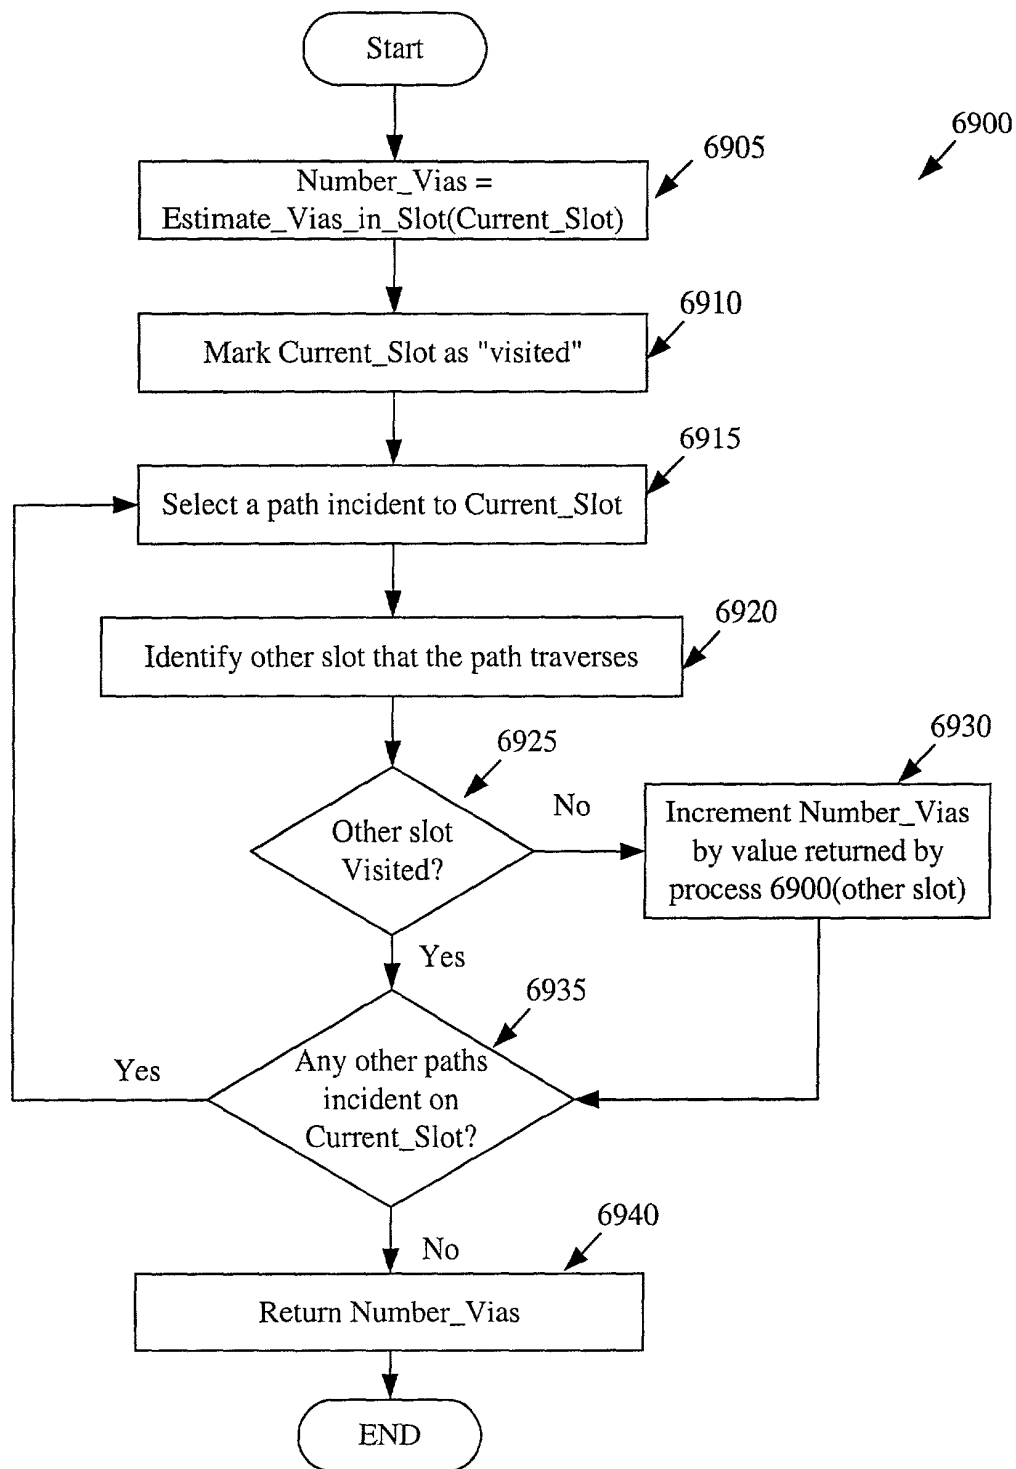 Start
6900
6905
Number_Vias =
Estimate_Vias_in_Slot(Current_Slot)
6910
Mark Current_Slot as "visited"
6915
Select a path incident to Current_Slot
6920
Identify other slot that the path traverses
6925
Other slot
Visited?
No
6930
Increment Number_Vias
by value returned by
process 6900(other slot)
Yes
6935
Any other paths
incident on
Current_Slot?
Yes
No
6940
Return Number_Vias
END